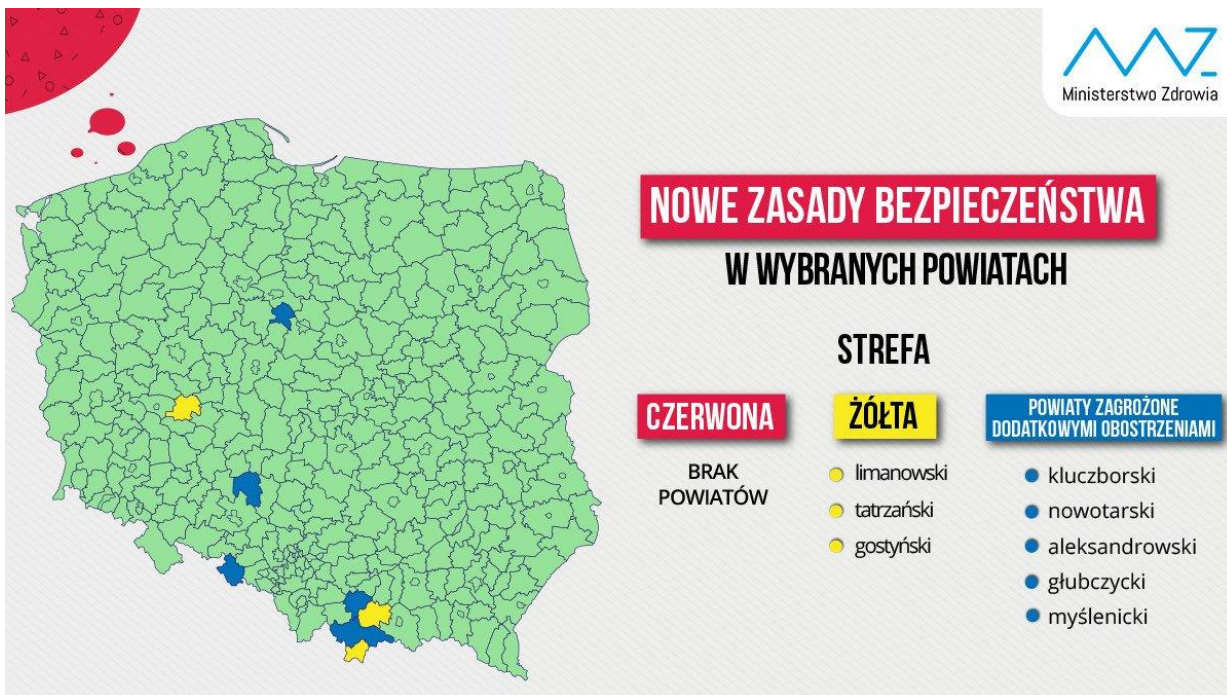 Ministerstwo Zdrowia
NOWE ZASADY BEZPIECZEŃSTWA
W WYBRANYCH POWIATACH
STREFA
CZERWONA
BRAK
POWIATÓW
ŻÓŁTA
limanowski
tatrzański
gostyński
POWIATY ZAGROŻONE
DODATKOWYMI OBOSTRZENIAMI
kluczborski
nowotarski
aleksandrowski
głubczycki
myślenicki